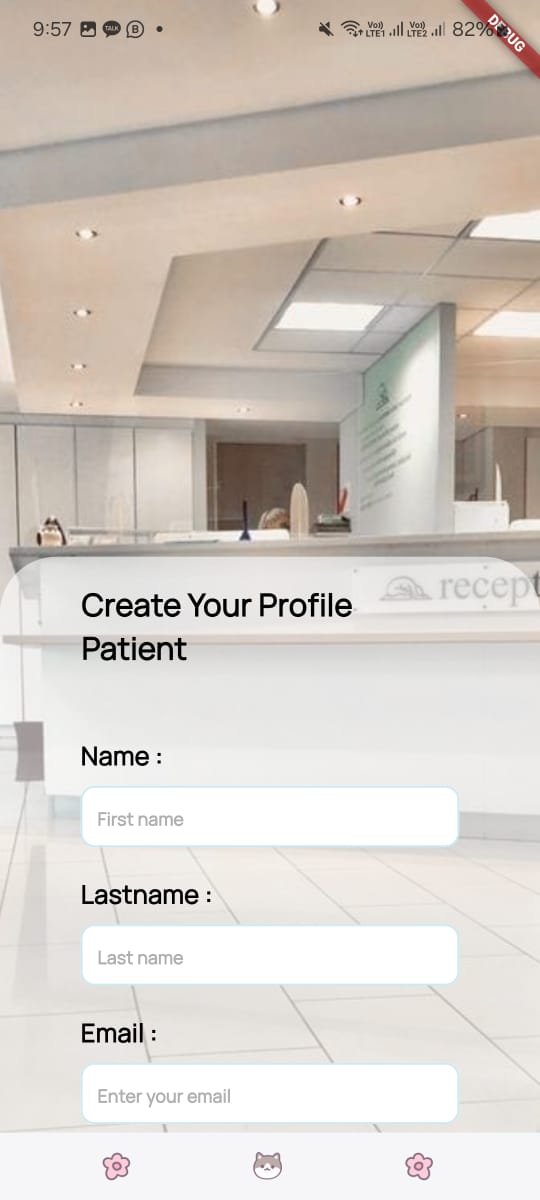 9:57
TALK
B
Vo))
LTE1
Vo))
LTE2
82%
DEBUG
recept
Create Your Profile
Patient
Name :
First name
Lastname :
Last name
Email :
Enter your email